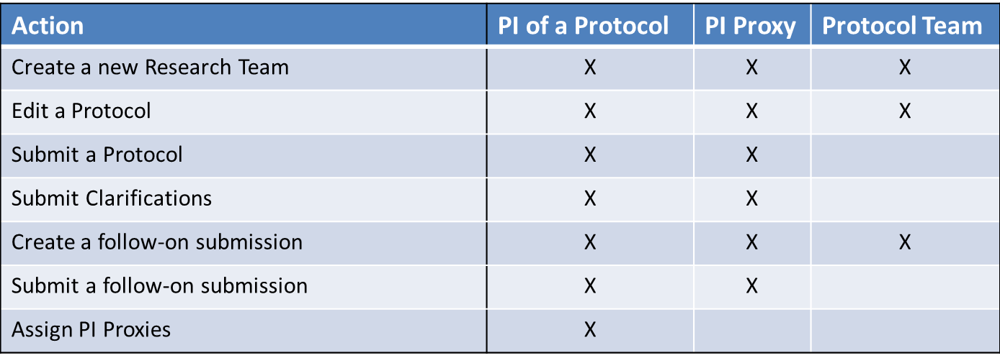 Action PI of a Protocol PI Proxy Protocol Team
Create a new Research Team X X X
Edit a Protocol X X X
Submit a Protocol X X
Submit Clarifications X X
Create a follow-on submission X X X
Submit a follow-on submission X X
Assign PI Proxies X